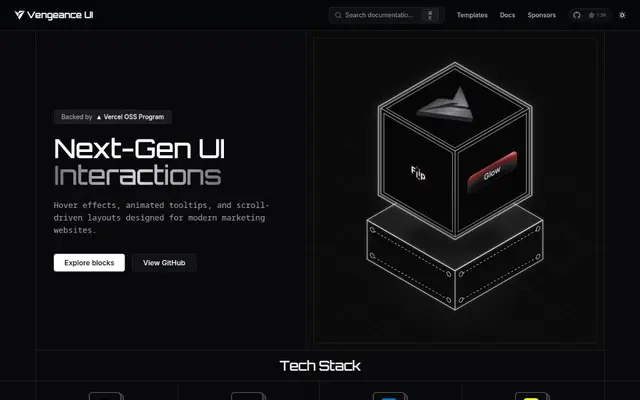 Vengeance UI
Search documentatio...
⌘ K
Templates
Docs
Sponsors
Backed by ▲ Vercel OSS Program
Next-Gen UI
Interactions
Hover effects, animated tooltips, and scroll-
driven layouts designed for modern marketing
websites.
Explore blocks
View GitHub
Flip
Glow
Tech Stack